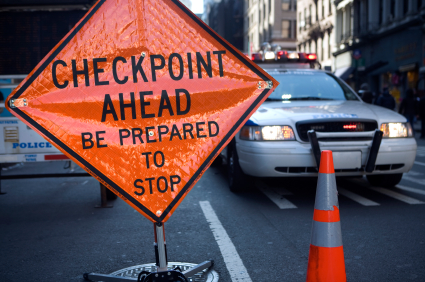 CHECKPOINT
AHEAD
BE PREPARED
TO
STOP
POLICE